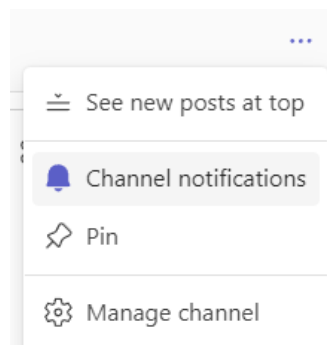 See new posts at top
Channel notifications
Pin
Manage channel